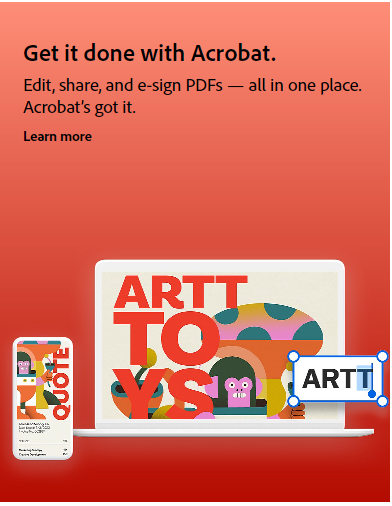 Get it done with Acrobat.
Edit, share, and e-sign PDFs — all in one place.
Acrobat's got it.
Learn more
ARTT
TO
YS
ARTT
QUOTE